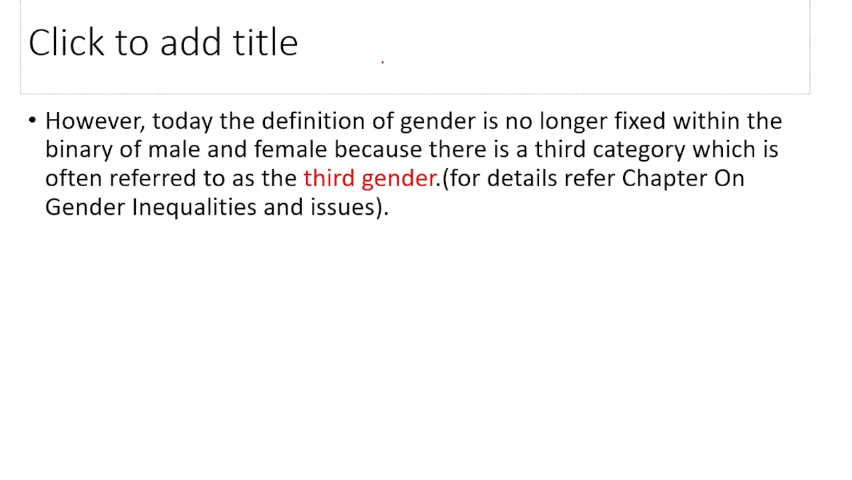 Click to add title
• However, today the definition of gender is no longer fixed within the
binary of male and female because there is a third category which is
often referred to as the third gender.(for details refer Chapter On
Gender Inequalities and issues).